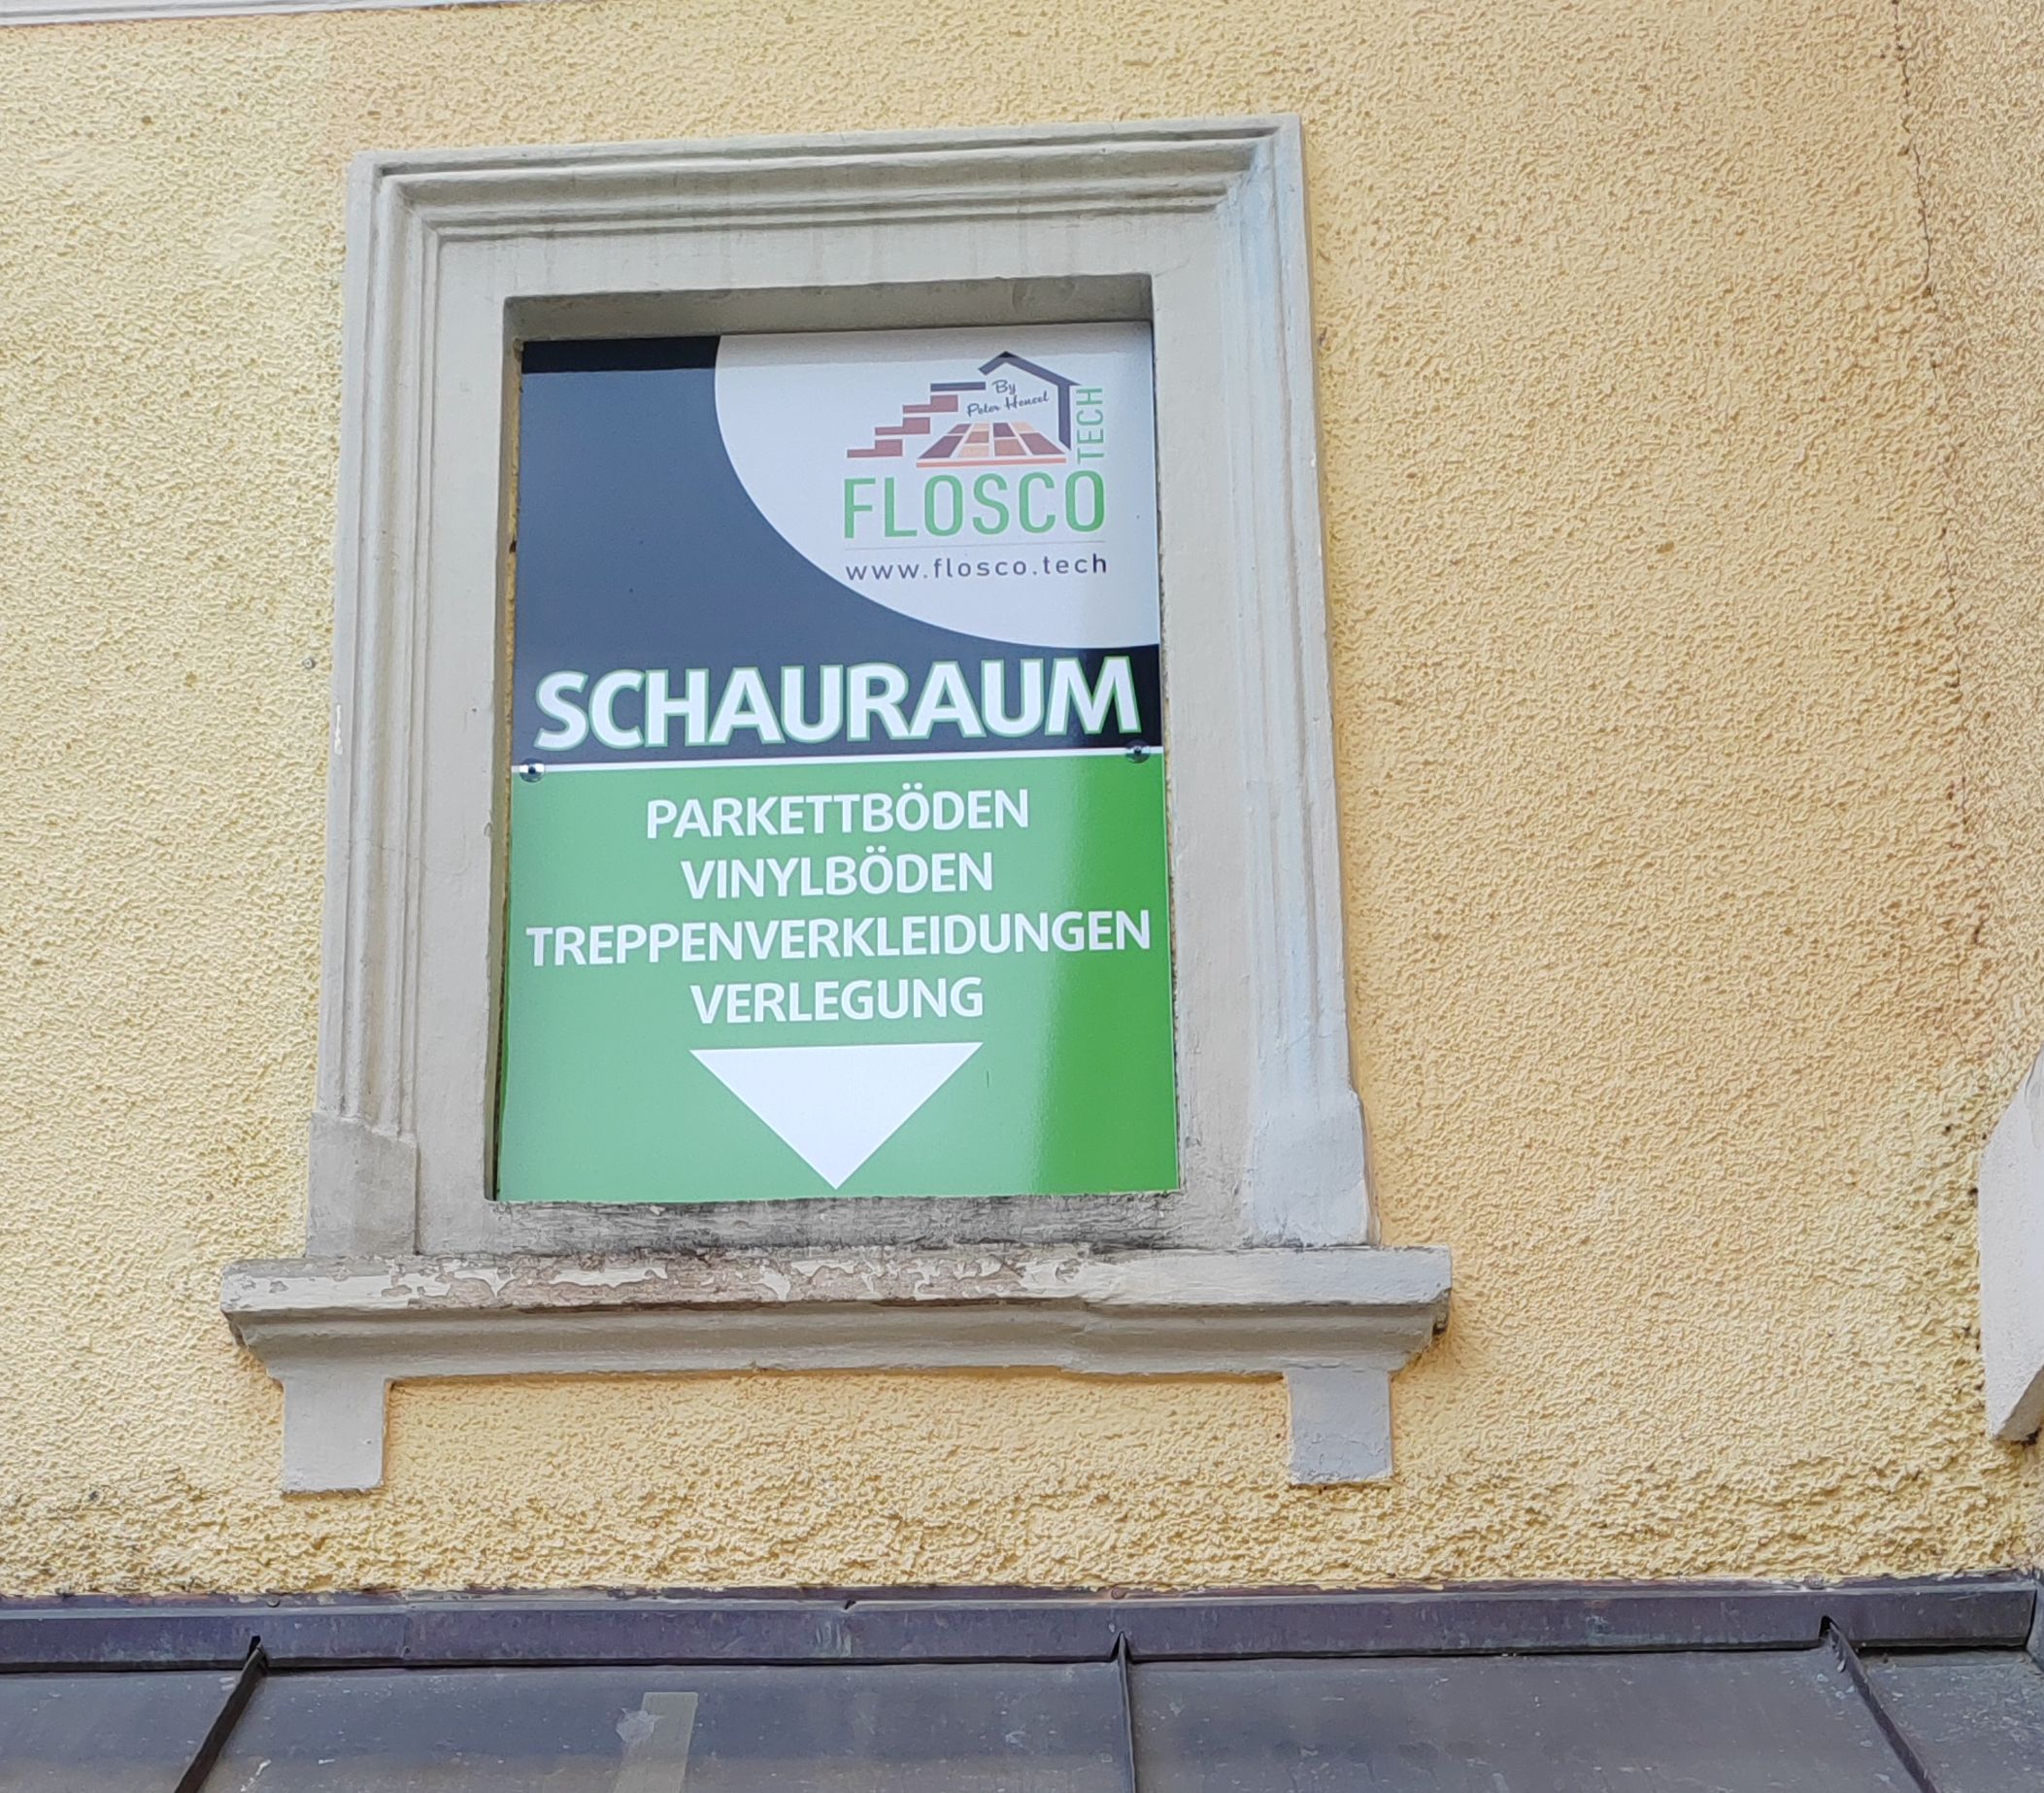 By
Peter Hencel
TECH
FLOSCO
www.flosco.tech
SCHAURAUM
PARKETTBÖDEN
VINYLBÖDEN
TREPPENVERKLEIDUNGEN
VERLEGUNG